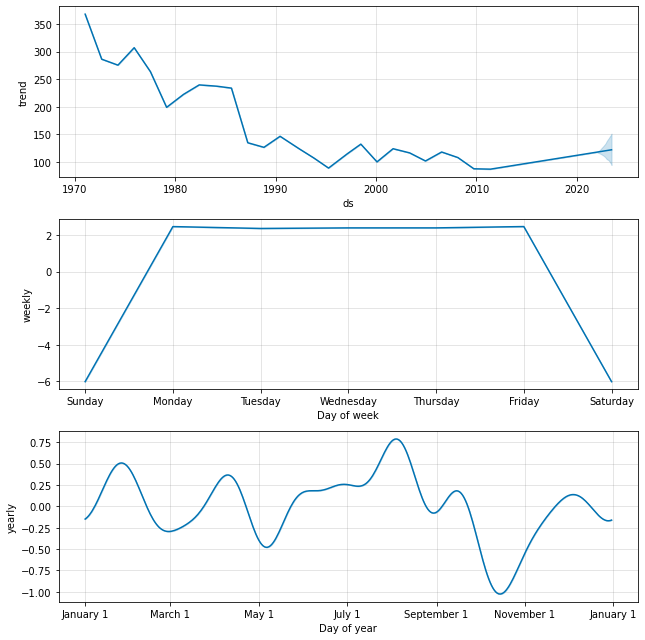 350
300
250
200
150
100
trend
1970 1980 1990 2000 2010 2020
ds
2
0
−2
−4
−6
weekly
Sunday Monday Tuesday Wednesday Thursday Friday Saturday
Day of week
0.75
0.50
0.25
0.00
−0.25
−0.50
−0.75
−1.00
yearly
January 1 March 1 May 1 July 1 September 1 November 1 January 1
Day of year